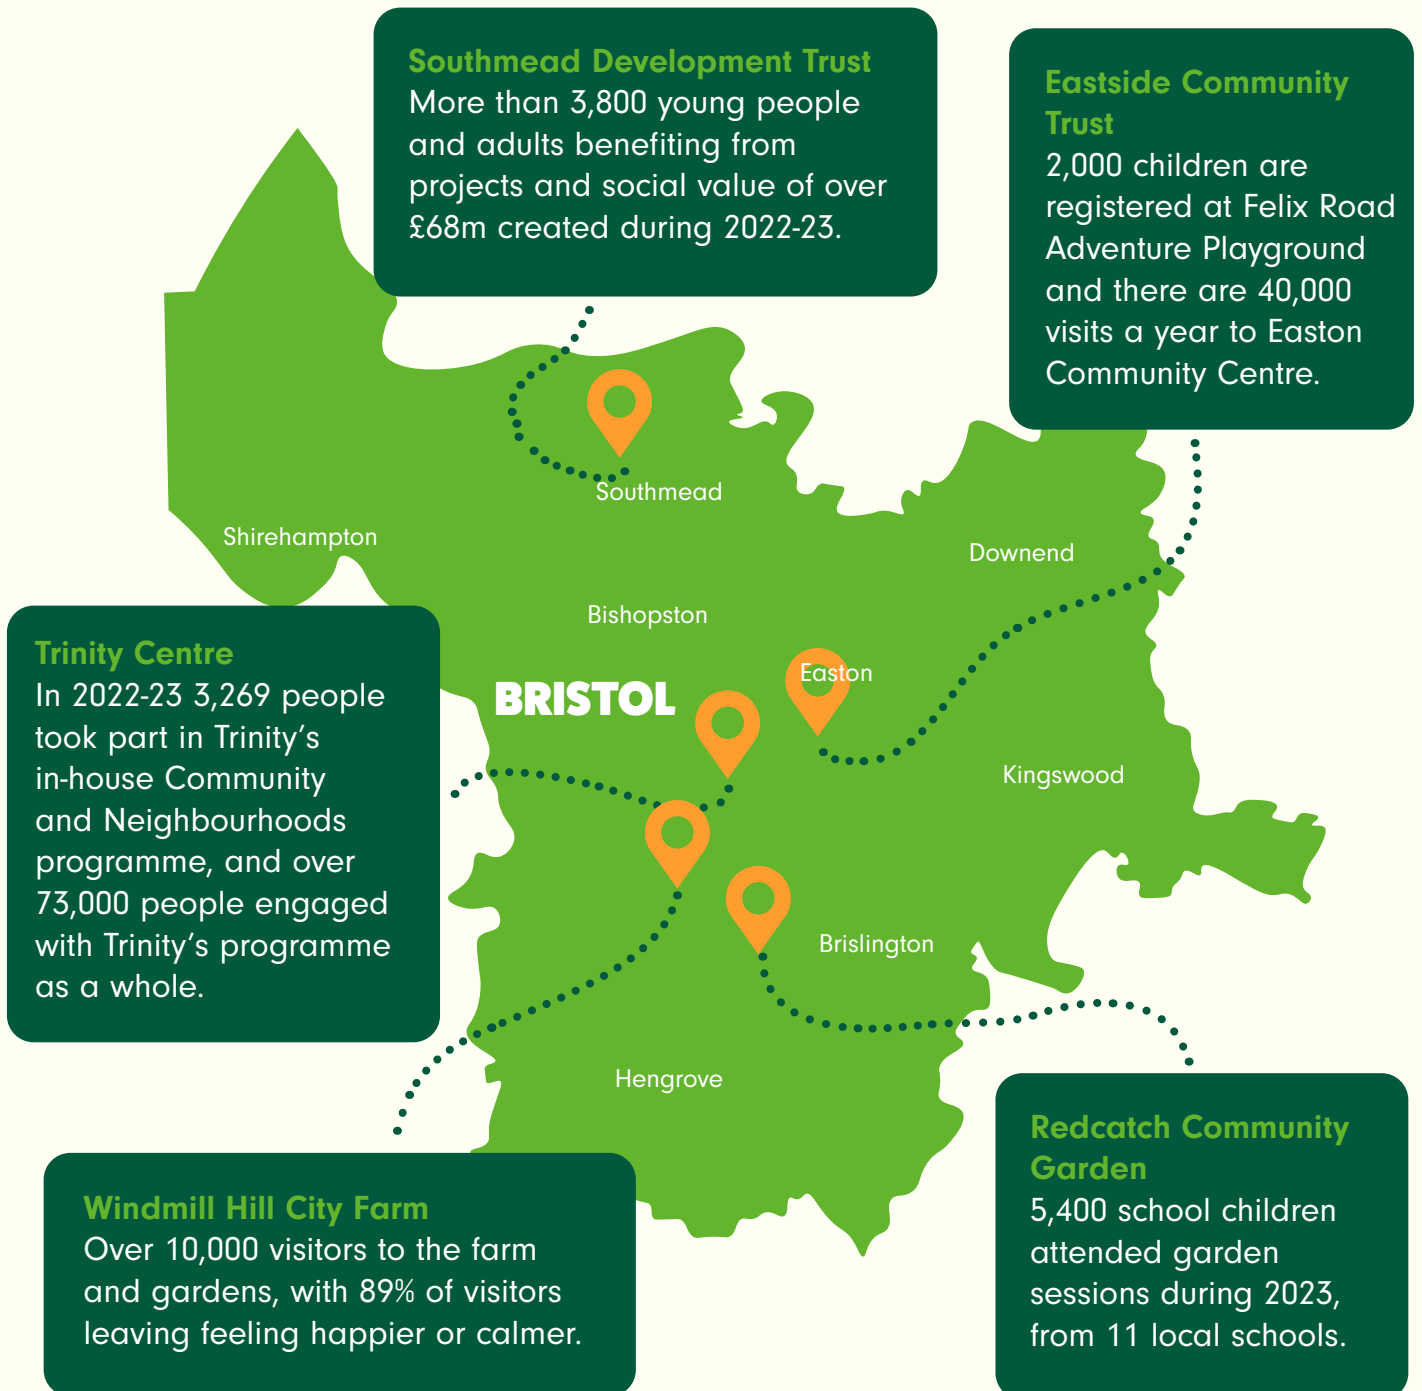 Southmead Development Trust
More than 3,800 young people
and adults benefiting from
projects and social value of over
£68m created during 2022-23.
Eastside Community
Trust
2,000 children are
registered at Felix Road
Adventure Playground
and there are 40,000
visits a year to Easton
Community Centre.
Southmead
Shirehampton
Downend
Bishopston
Easton
BRISTOL
Kingswood
Brislington
Hengrove
Trinity Centre
In 2022-23 3,269 people
took part in Trinity’s
in-house Community
and Neighbourhoods
programme, and over
73,000 people engaged
with Trinity’s programme
as a whole.
Windmill Hill City Farm
Over 10,000 visitors to the farm
and gardens, with 89% of visitors
leaving feeling happier or calmer.
Redcatch Community
Garden
5,400 school children
attended garden
sessions during 2023,
from 11 local schools.